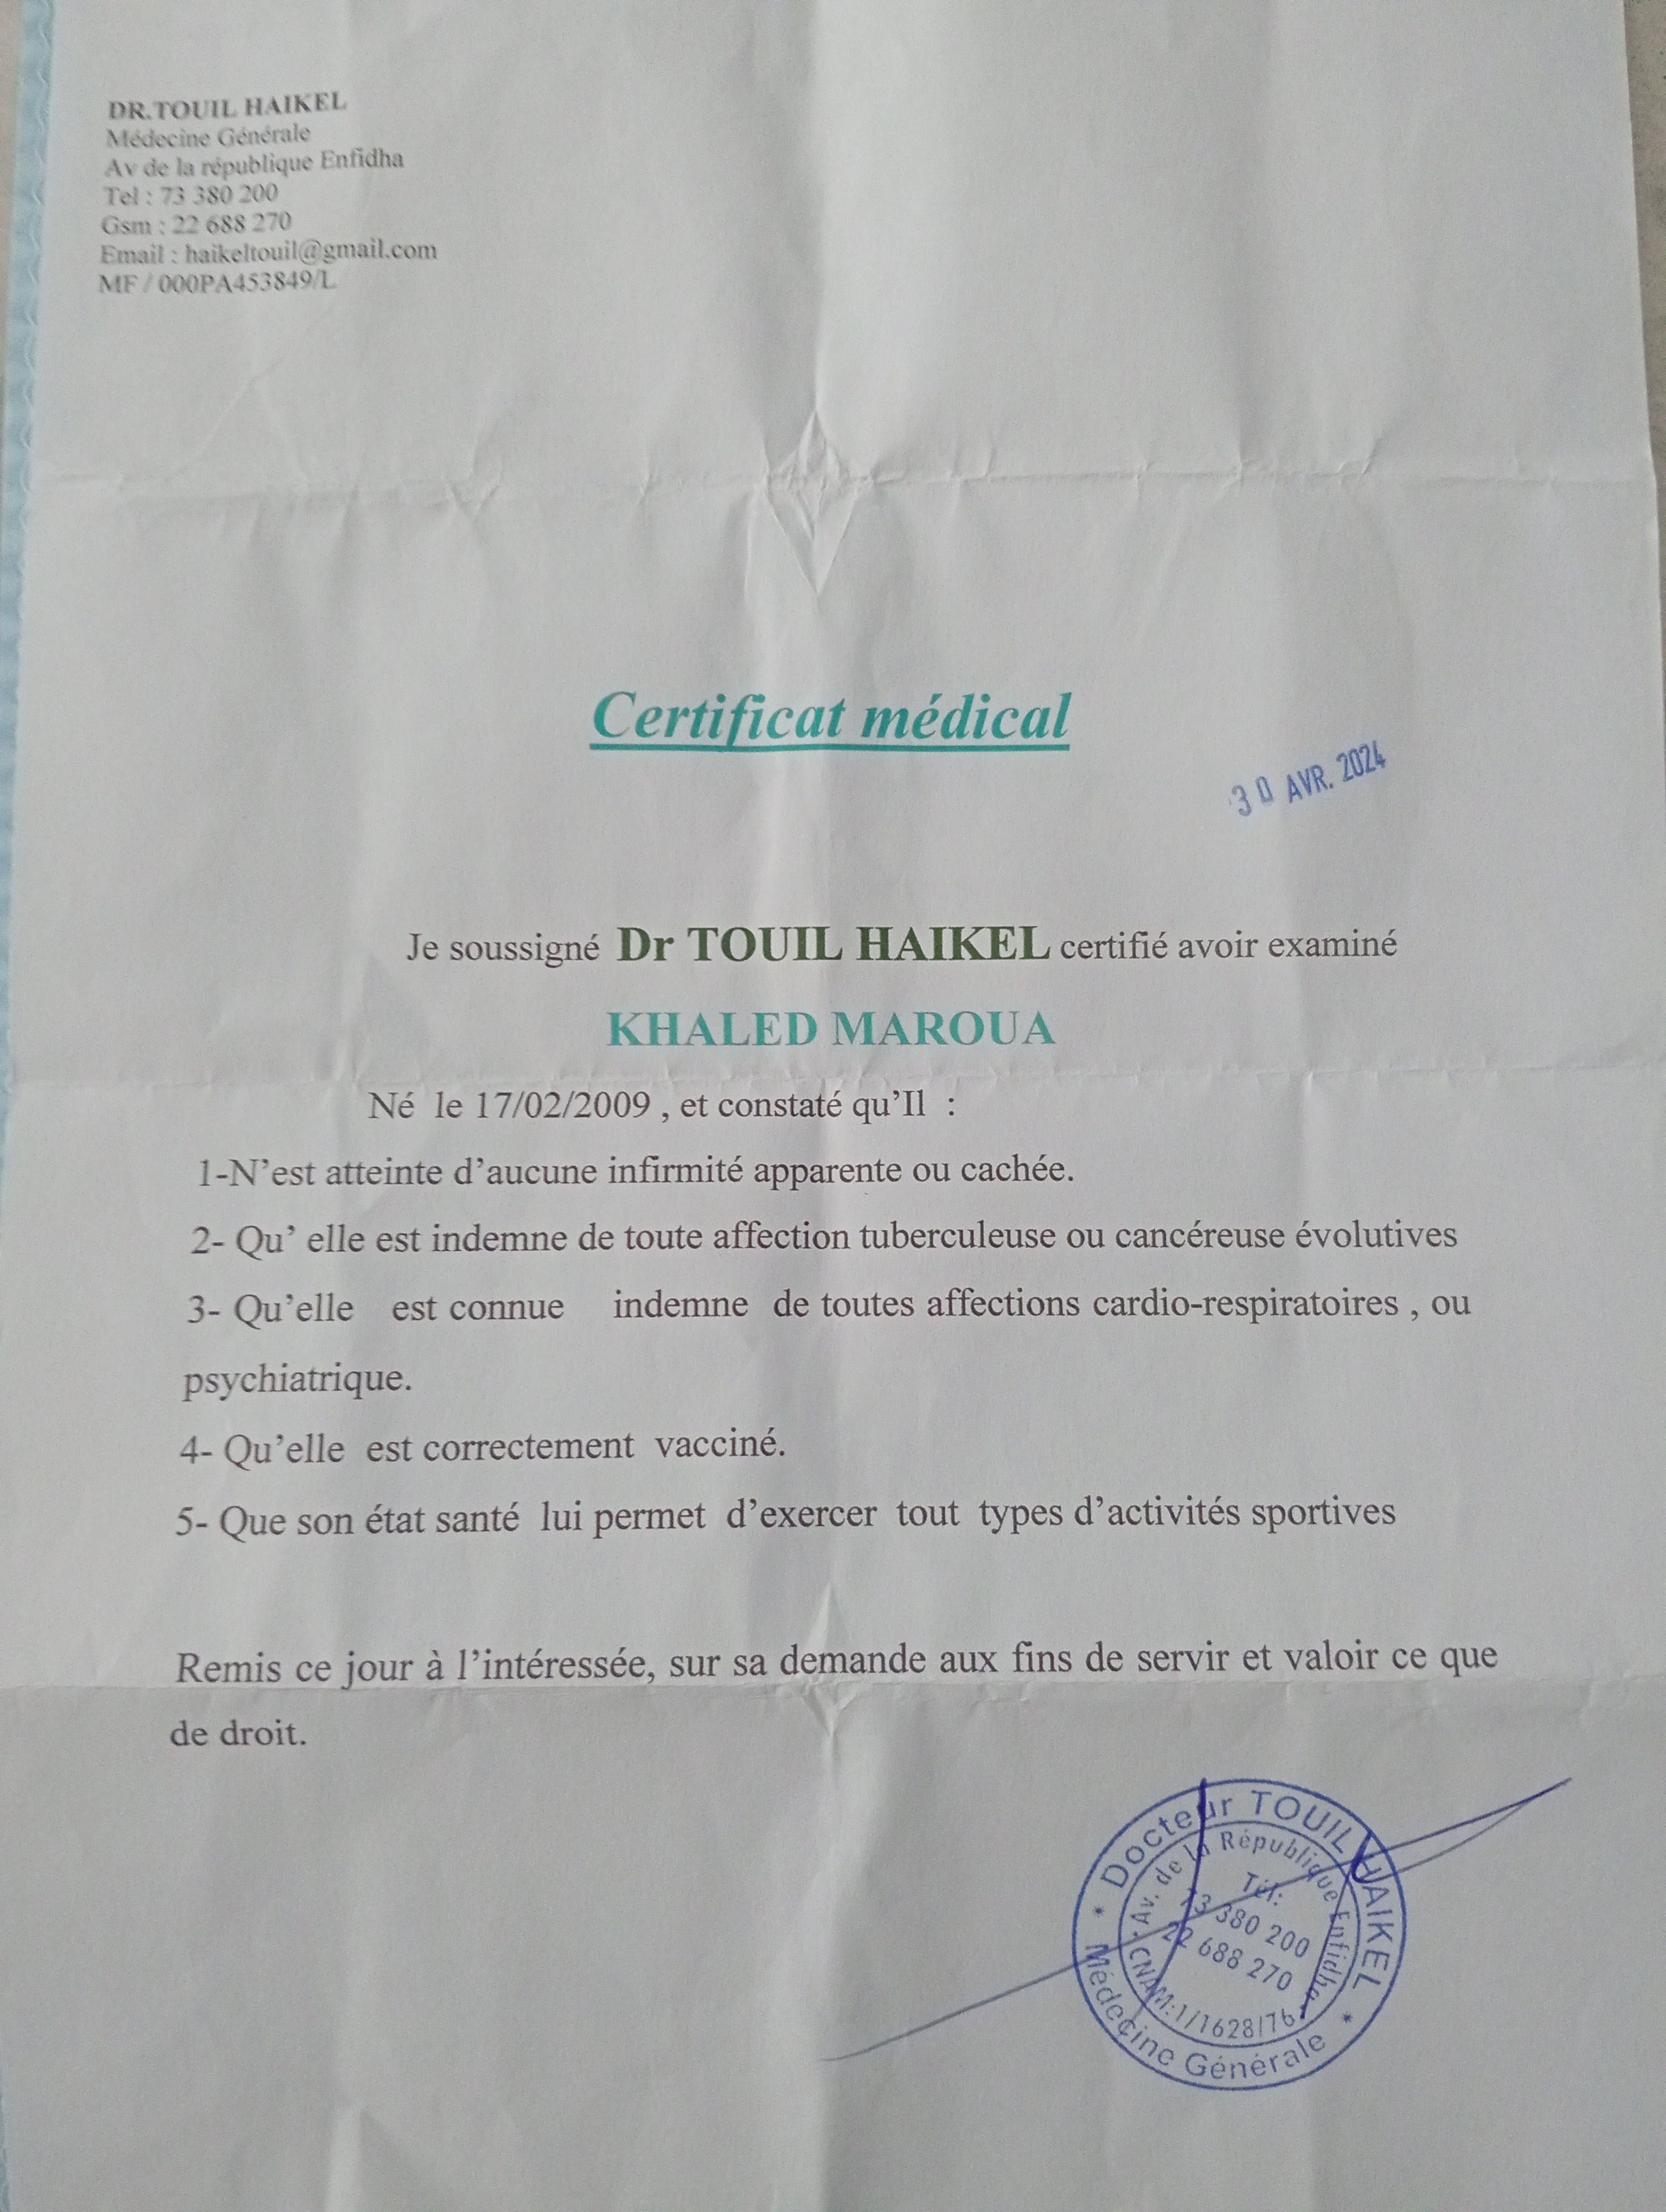 DR.TOUIL HAIKEL
Médecine Générale
Av de la république Enfidha
Tel : 73 380 200
Gsm : 22 688 270
Email : haikeltouil@gmail.com
MF / 000PA453849/L
Certificat médical
30 AVR. 2024
Je soussigné Dr TOUIL HAIKEL certifié avoir examiné
KHALED MAROUA
Né le 17/02/2009 , et constaté qu’Il :
1-N’est atteinte d’aucune infirmité apparente ou cachée.
2- Qu’ elle est indemne de toute affection tuberculeuse ou cancéreuse évolutives
3- Qu’elle est connue indemne de toutes affections cardio-respiratoires , ou
psychiatrique.
4- Qu’elle est correctement vacciné.
5- Que son état santé lui permet d’exercer tout types d’activités sportives
Remis ce jour à l’intéressée, sur sa demande aux fins de servir et valoir ce que
de droit.
Docteur TOUIL HAIKEL
Médecine Générale
Av. de la République Enfidha
CNAM:1/1628/76
Tél:
73 380 200
22 688 270